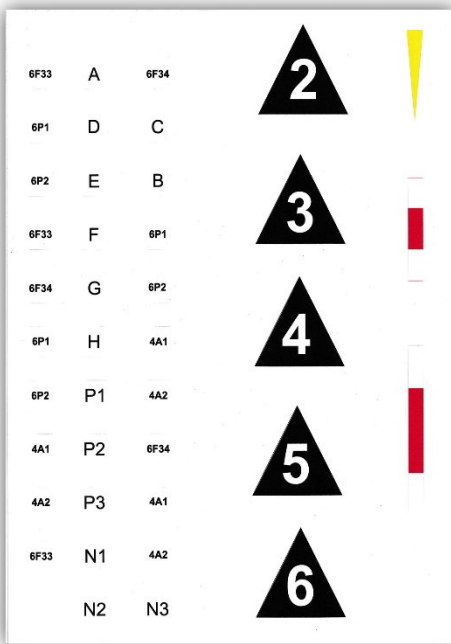 6F33 A 6F34
6P1 D C
6P2 E B
6F33 F 6P1
6F34 G 6P2
6P1 H 4A1
6P2 P1 4A2
4A1 P2 6F34
4A2 P3 4A1
6F33 N1 4A2
N2 N3
2
3
4
5
6